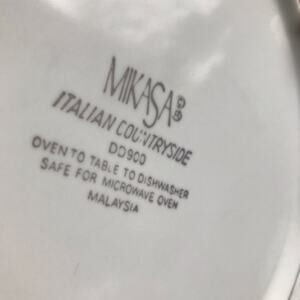 MIKASA © ®
ITALIAN COUNTRYSIDE
DD900
OVEN TO TABLE TO DISHWASHER
SAFE FOR MICROWAVE OVEN
MALAYSIA